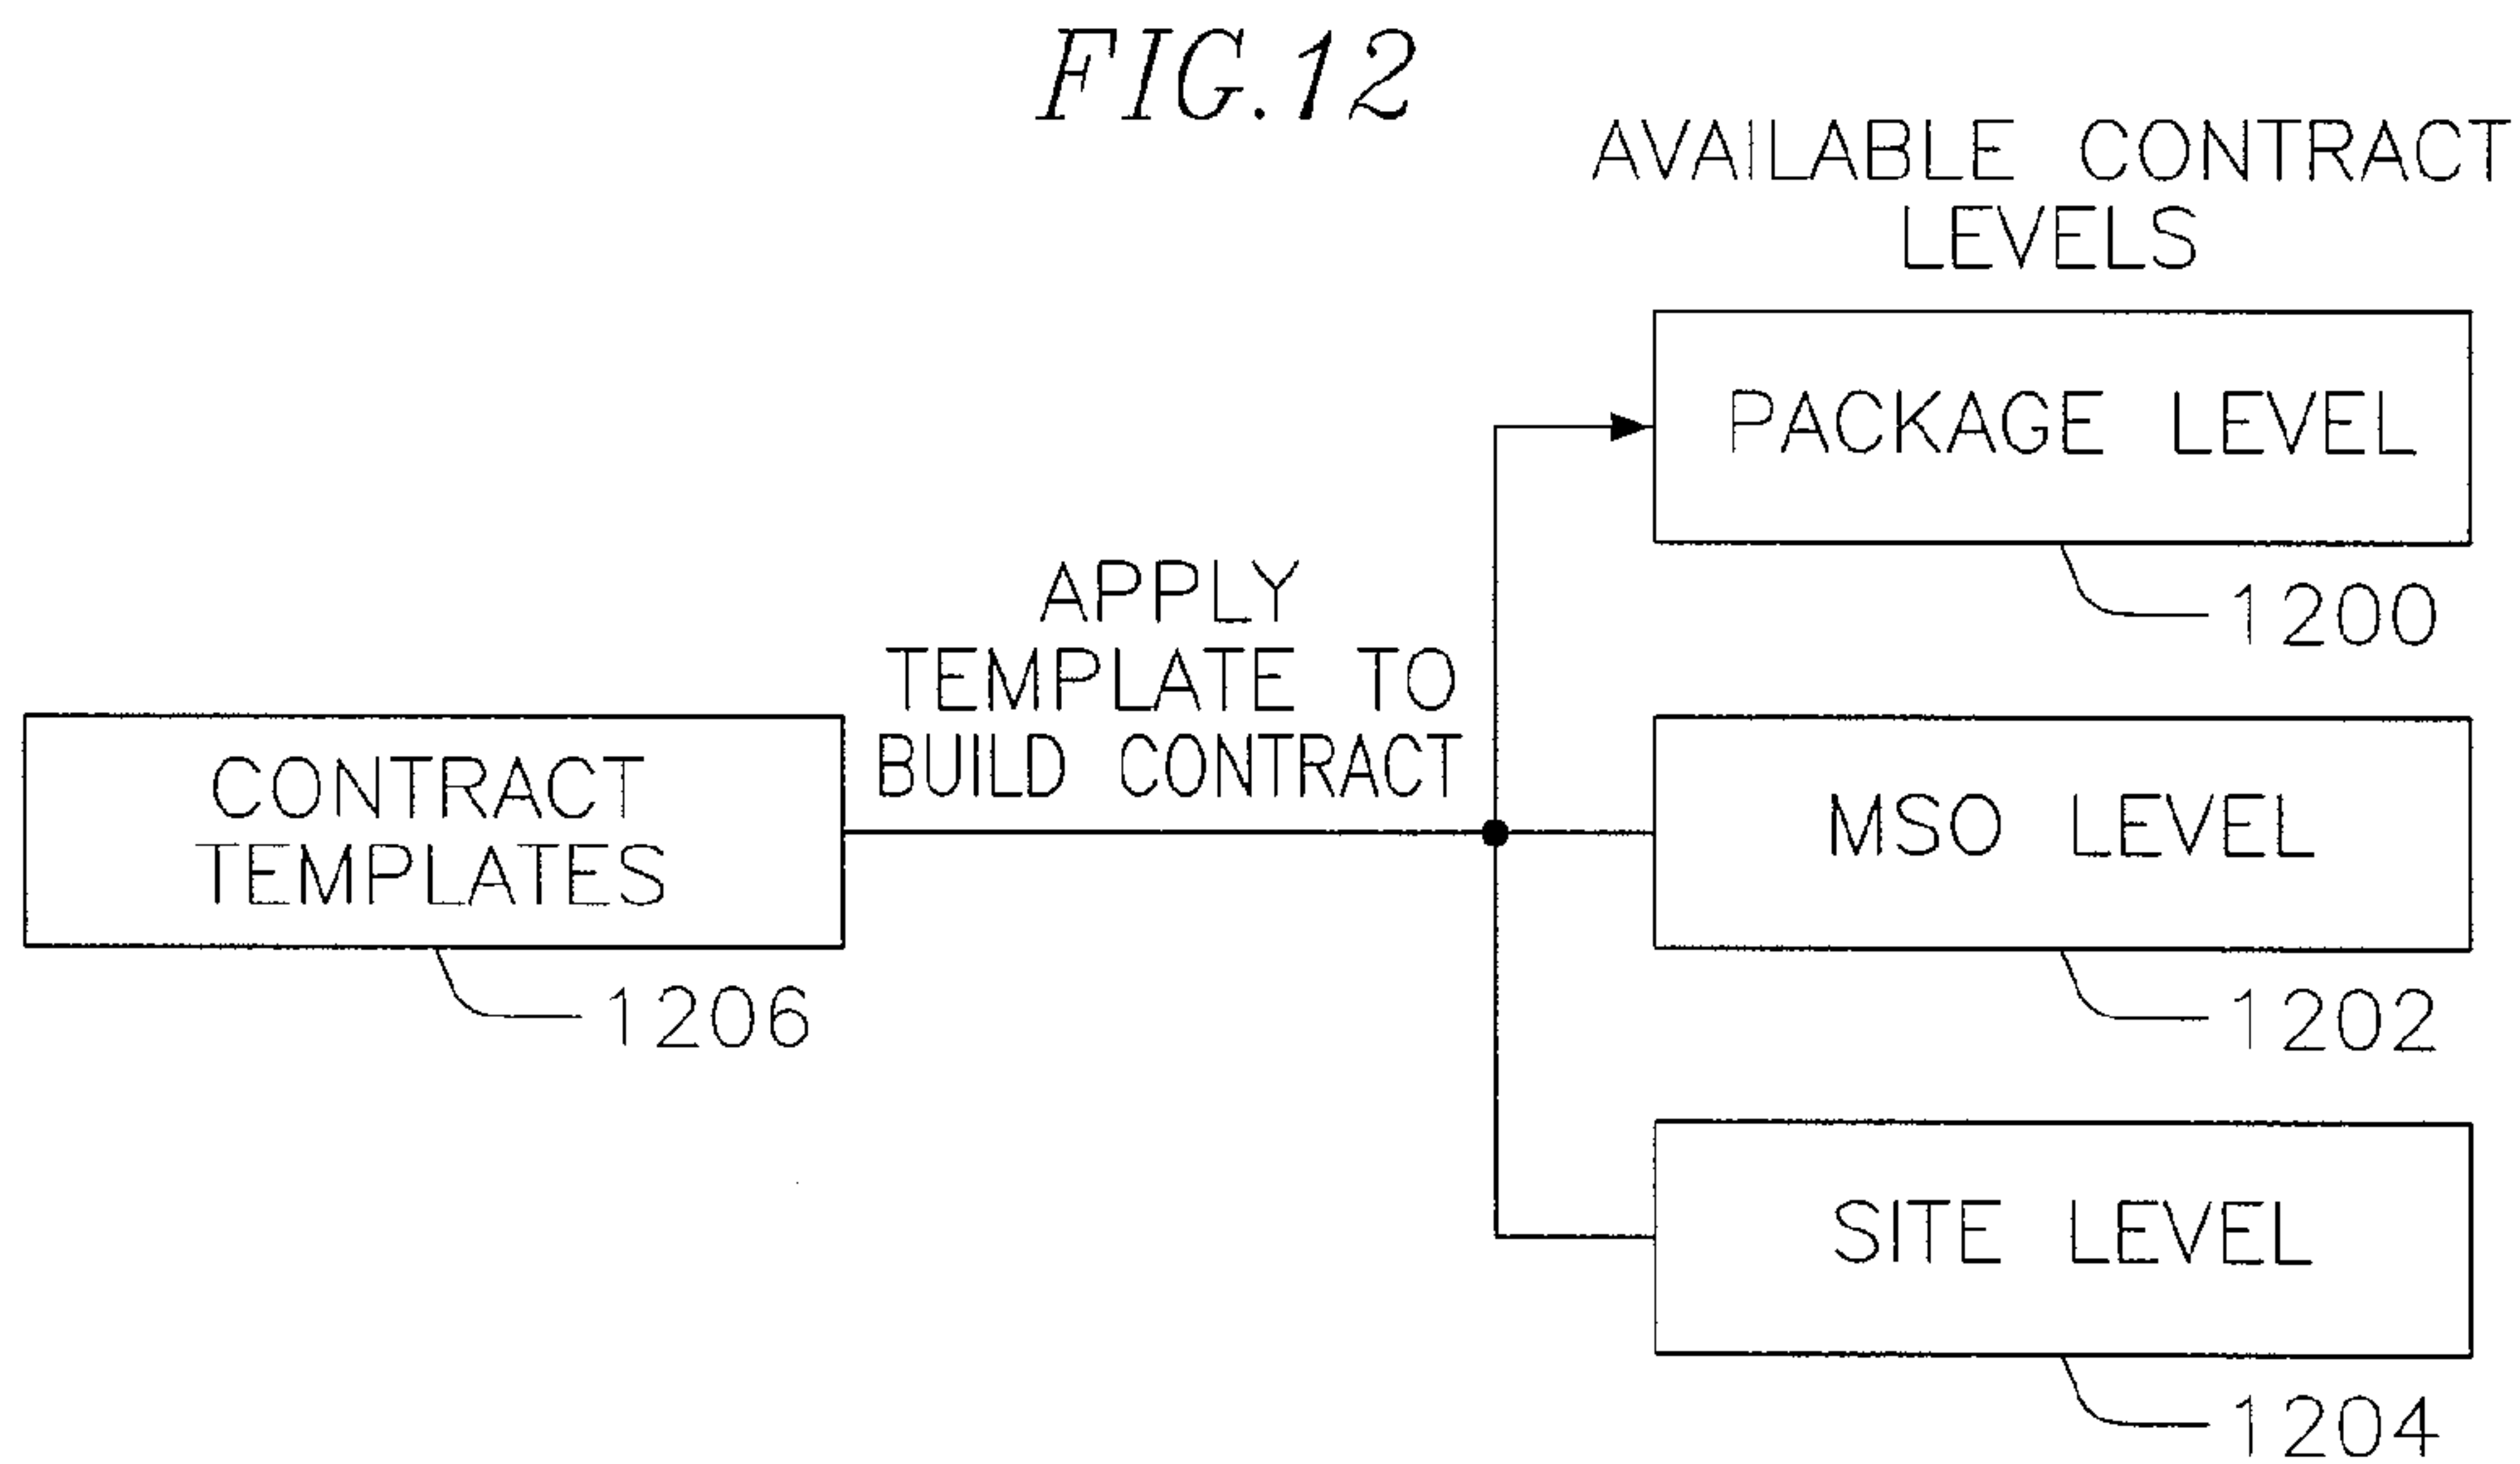 FIG.12
AVAILABLE CONTRACT
LEVELS
PACKAGE LEVEL
1200
APPLY
TEMPLATE TO
BUILD CONTRACT
CONTRACT
TEMPLATES
1206
MSO LEVEL
1202
SITE LEVEL
1204